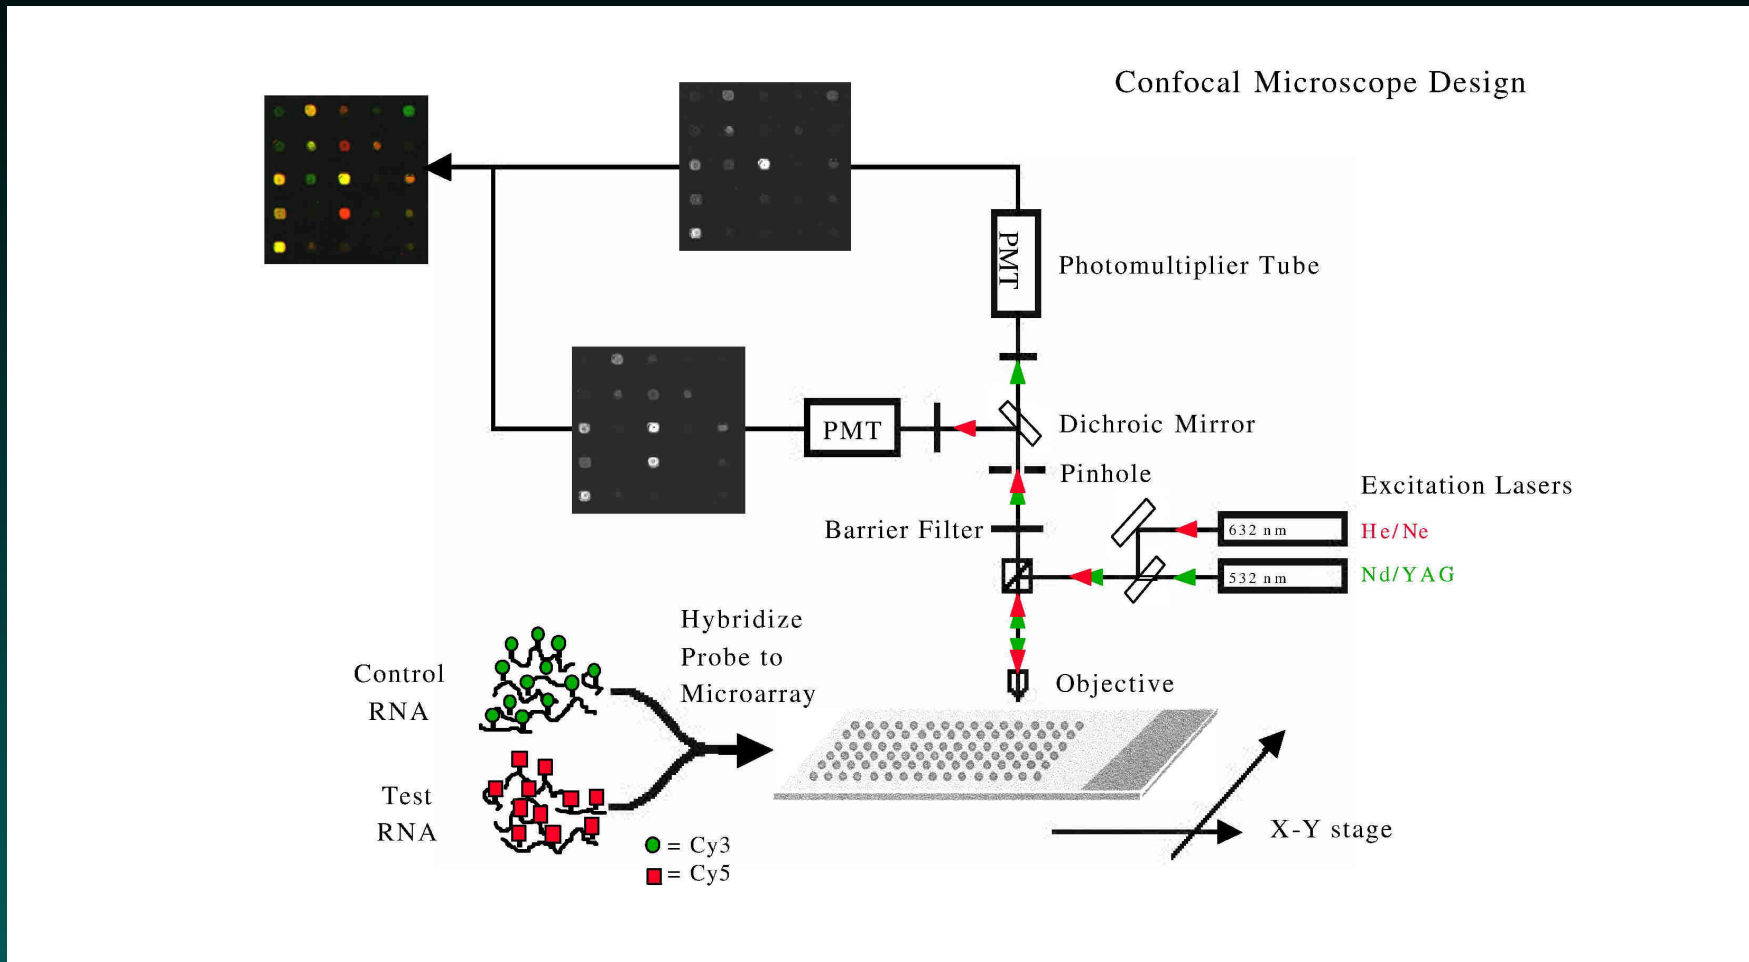 Confocal Microscope Design
PMT
Photomultiplier Tube
PMT
Dichroic Mirror
Pinhole
Excitation Lasers
Barrier Filter
632 nm
He/Ne
532 nm
Nd/YAG
Hybridize
Probe to
Microarray
Control
RNA
Objective
Test
RNA
X-Y stage
= Cy3
= Cy5